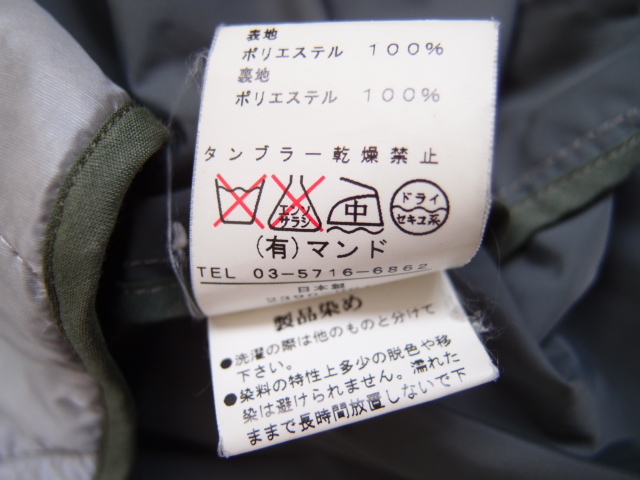 表地
ポリエステル 100%
裏地
ポリエステル 100%
タンブラー乾燥禁止
エンソ
サラシ
中
ドライ
セキユ系
(有)マンド
TEL 03-5716-6862
日本製
製品染め
●洗濯の際は他のものと分けて
下さい。
●染料の特性上多少の脱色や移
染は避けられません。濡れた
ままで長時間放置しないで下